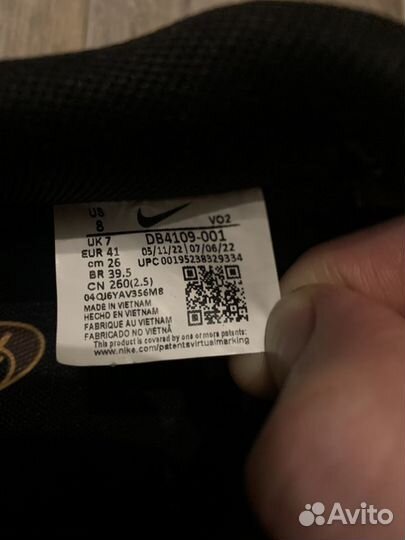 US
8
VO2
UK 7
DB4109-001
EUR 41
05/11/22 07/06/22
cm 26
UPC 00195238329334
BR 39.5
CN 260(2.5)
04QJ6YAV3S6M8
MADE IN VIETNAM
HECHO EN VIETNAM
FABRIQUE AU VIETNAM
FABRICADO NO VIETNÃ
This product is covered by one or more patents:
www.nike.com/patentsvirtualmarking
Avito